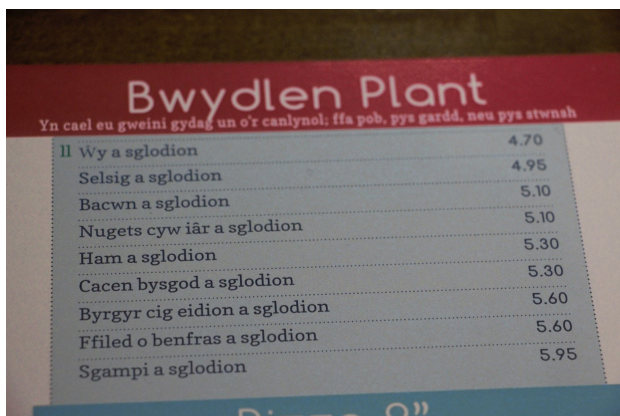 Bwydlen Plant
Yn cael eu gweini gydag un o'r canlynol; ffa pob, pys gardd, neu pys stwnsh
ll Ŵy a sglodion 4.70
Selsig a sglodion 4.95
Bacwn a sglodion 5.10
Nugets cyw iâr a sglodion 5.10
Ham a sglodion 5.30
Cacen bysgod a sglodion 5.30
Byrgyr cig eidion a sglodion 5.60
Ffiled o benfras a sglodion 5.60
Sgampi a sglodion 5.95